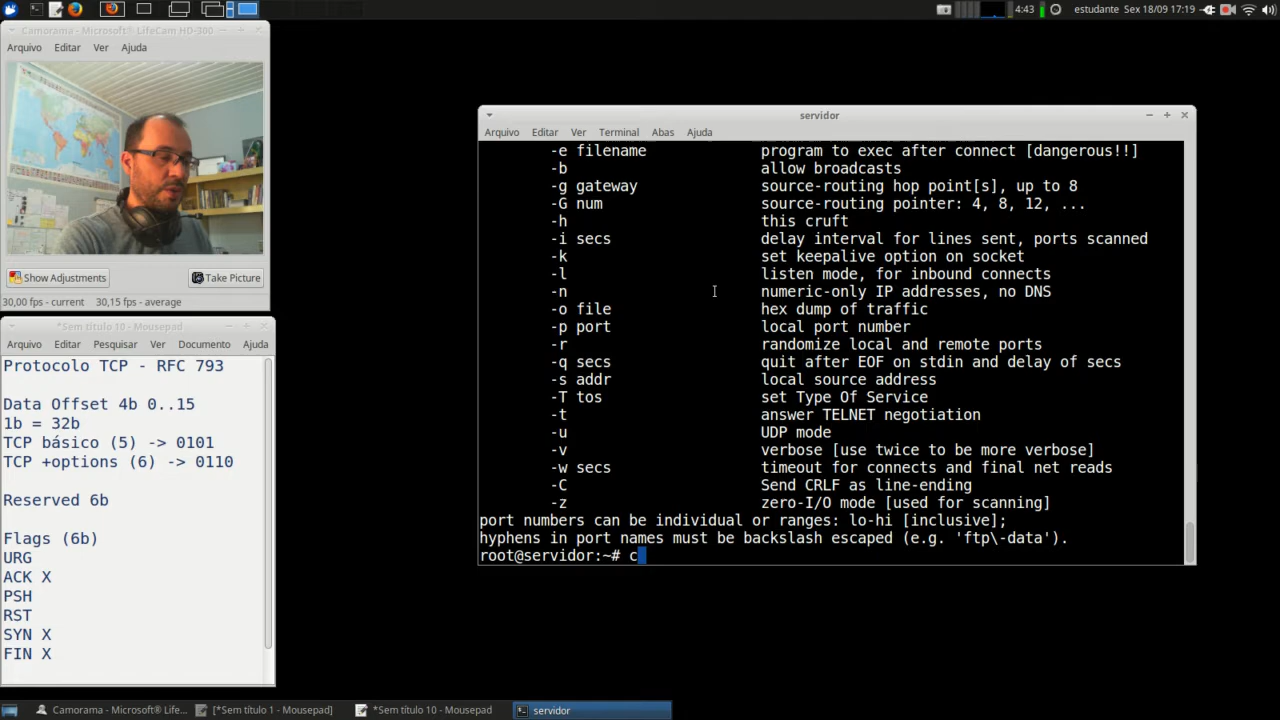 4:43 estudante Sex 18/09 17:19
Camorama - Microsoft® LifeCam HD-300
Arquivo Editar Ver Ajuda
Show Adjustments Take Picture
30,00 fps - current 30,15 fps - average
*Sem título 10 - Mousepad
Arquivo Editar Pesquisar Ver Documento Ajuda
Protocolo TCP - RFC 793
Data Offset 4b 0..15
1b = 32b
TCP básico (5) -> 0101
TCP +options (6) -> 0110
Reserved 6b
Flags (6b)
URG
ACK X
PSH
RST
SYN X
FIN X
servidor
Arquivo Editar Ver Terminal Abas Ajuda
-e filename program to exec after connect [dangerous!!]
-b allow broadcasts
-g gateway source-routing hop point[s], up to 8
-G num source-routing pointer: 4, 8, 12, ...
-h this cruft
-i secs delay interval for lines sent, ports scanned
-k set keepalive option on socket
-l listen mode, for inbound connects
-n numeric-only IP addresses, no DNS
-o file hex dump of traffic
-p port local port number
-r randomize local and remote ports
-q secs quit after EOF on stdin and delay of secs
-s addr local source address
-T tos set Type Of Service
-t answer TELNET negotiation
-u UDP mode
-v verbose [use twice to be more verbose]
-w secs timeout for connects and final net reads
-C Send CRLF as line-ending
-z zero-I/O mode [used for scanning]
port numbers can be individual or ranges: lo-hi [inclusive];
hyphens in port names must be backslash escaped (e.g. 'ftp\-data').
root@servidor:~# c
Camorama - Microsoft® Life... [*Sem título 1 - Mousepad] *Sem título 10 - Mousepad servidor